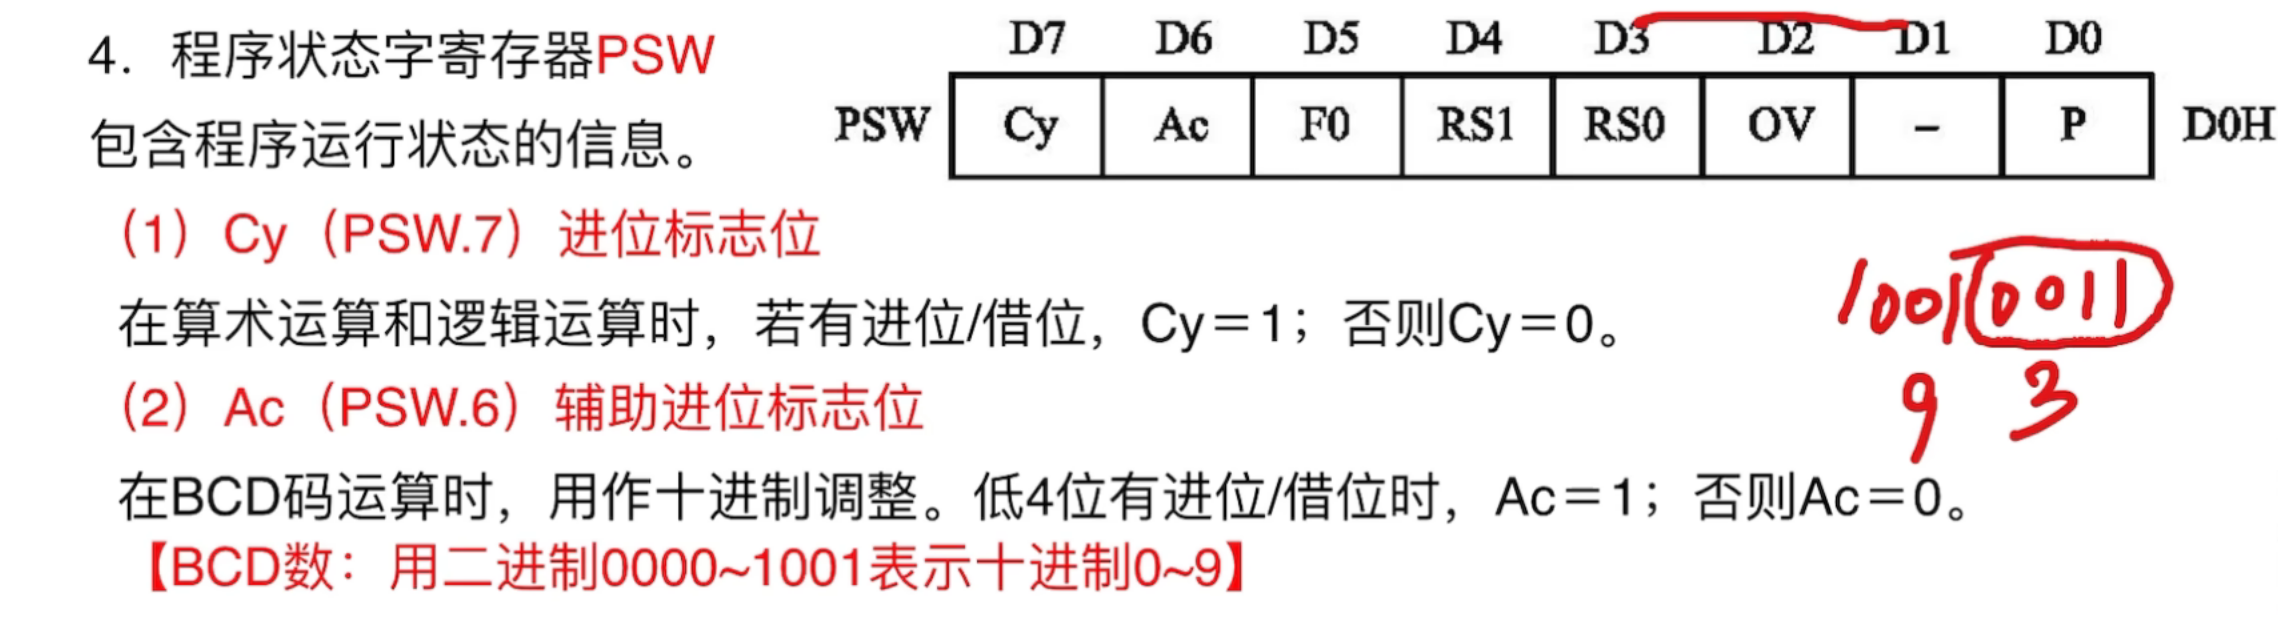 4. 程序状态字寄存器PSW
D7 D6 D5 D4 D3 D2 D1 D0
PSW Cy Ac F0 RS1 RS0 OV – P D0H
包含程序运行状态的信息。
（1）Cy（PSW.7）进位标志位
在算术运算和逻辑运算时，若有进位/借位，Cy＝1；否则Cy＝0。
1001 0011
9 3
（2）Ac（PSW.6）辅助进位标志位
在BCD码运算时，用作十进制调整。低4位有进位/借位时，Ac＝1；否则Ac＝0。
【BCD数：用二进制0000~1001表示十进制0~9】